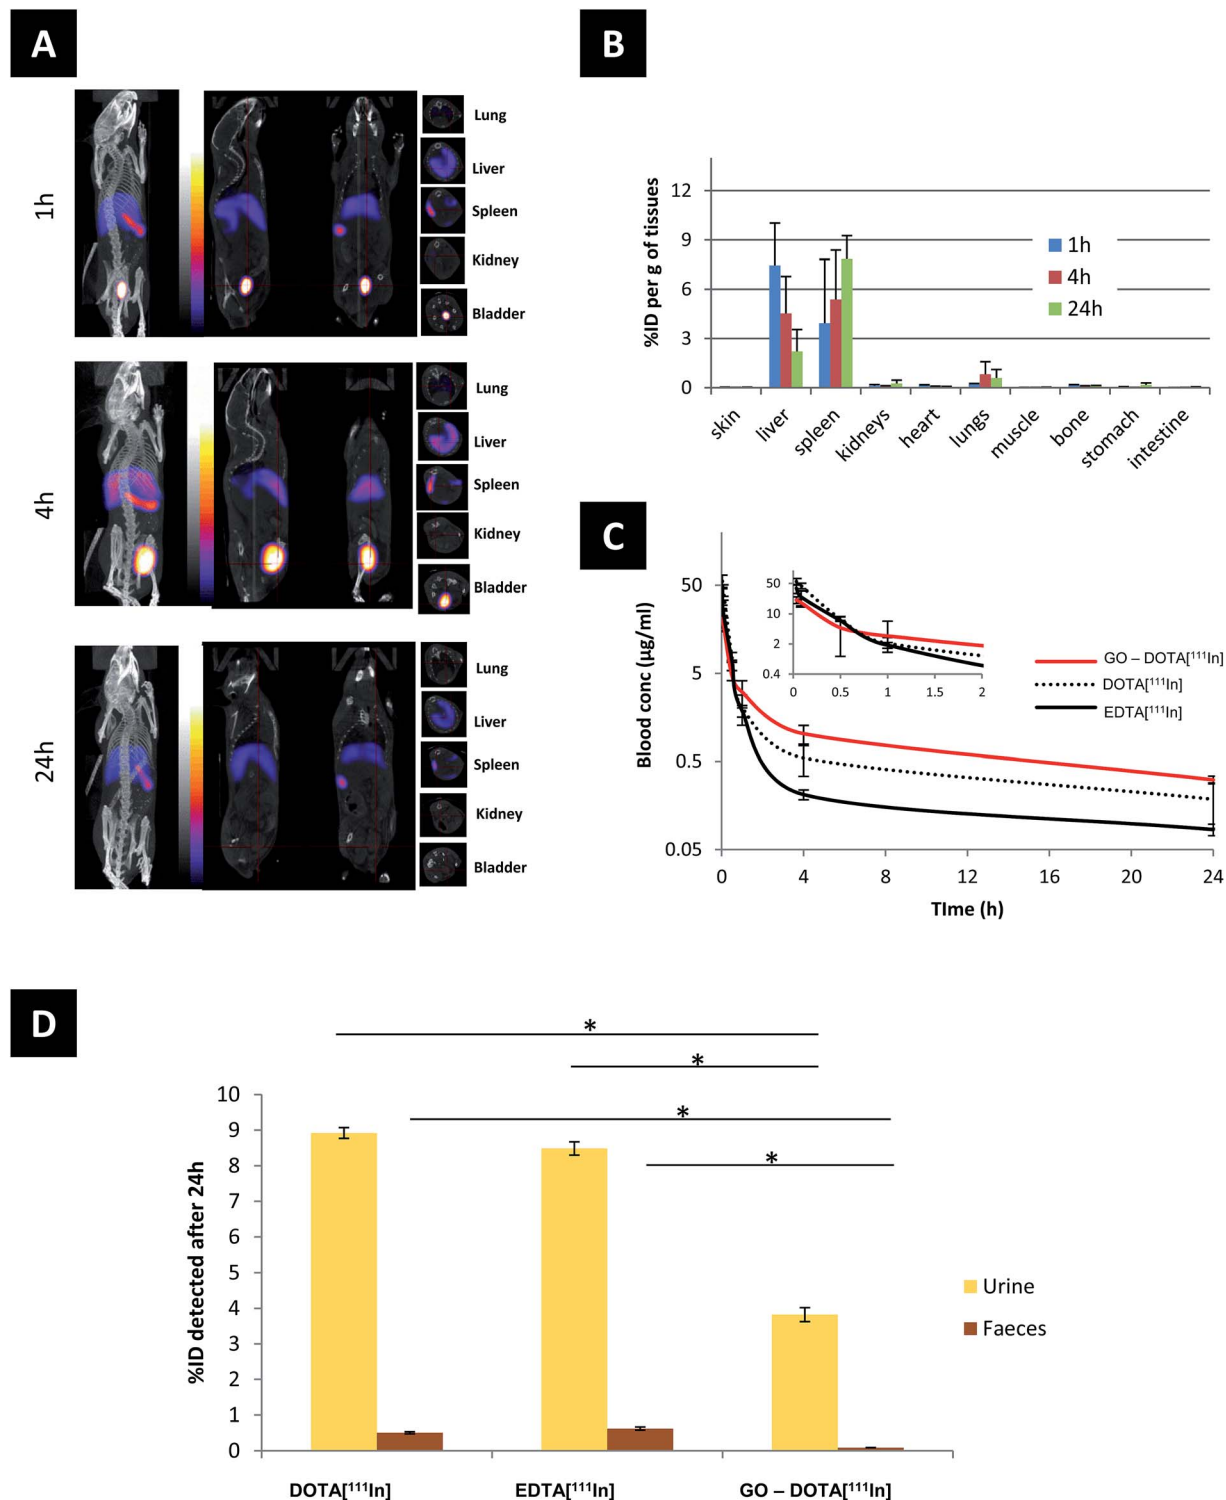 A
1h
Lung
Liver
Spleen
Kidney
Bladder
4h
Lung
Liver
Spleen
Kidney
Bladder
24h
Lung
Liver
Spleen
Kidney
Bladder
B
%ID per g of tissues
12
9
6
3
0
1h
4h
24h
skin
liver
spleen
kidneys
heart
lungs
muscle
bone
stomach
intestine
C
Blood conc (µg/ml)
50
5
0.5
0.05
0 4 8 12 16 20 24
TIme (h)
50
10
2
0.4
0 0.5 1 1.5 2
GO – DOTA[¹¹¹In]
DOTA[¹¹¹In]
EDTA[¹¹¹In]
D
* 
*
*
*
%ID detected after 24h
10
9
8
7
6
5
4
3
2
1
0
Urine
Faeces
DOTA[¹¹¹In] EDTA[¹¹¹In] GO – DOTA[¹¹¹In]